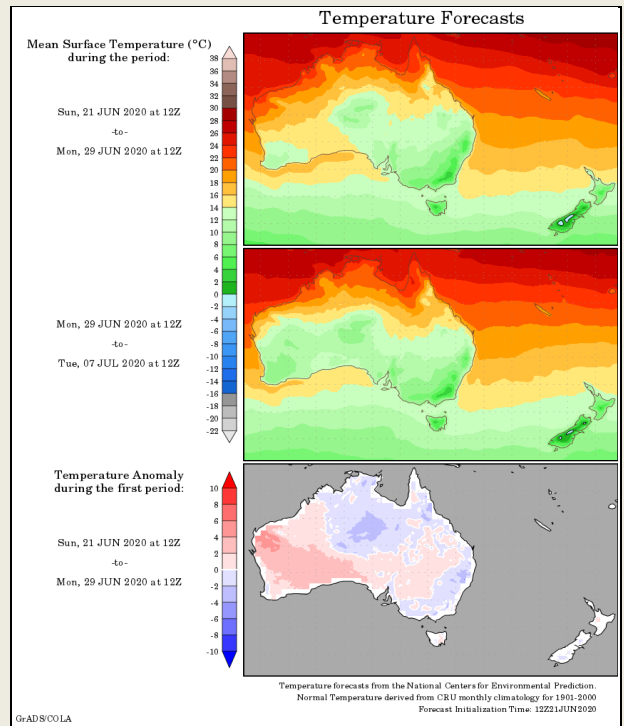 Temperature Forecasts
Mean Surface Temperature (°C)
during the period:
38
36
34
32
30
28
26
24
22
20
18
16
14
12
10
8
6
4
2
0
-2
-4
-6
-8
-10
-12
-14
-16
-18
-20
-22
Sun, 21 JUN 2020 at 12Z
-to-
Mon, 29 JUN 2020 at 12Z
Mon, 29 JUN 2020 at 12Z
-to-
Tue, 07 JUL 2020 at 12Z
Temperature Anomaly
during the first period:
10
8
6
4
2
0
-2
-4
-6
-8
-10
Sun, 21 JUN 2020 at 12Z
-to-
Mon, 29 JUN 2020 at 12Z
Temperature forecasts from the National Centers for Environmental Prediction.
Normal Temperature derived from CRU monthly climatology for 1901-2000
Forecast Initialization Time: 12Z21JUN2020
GrADS/COLA